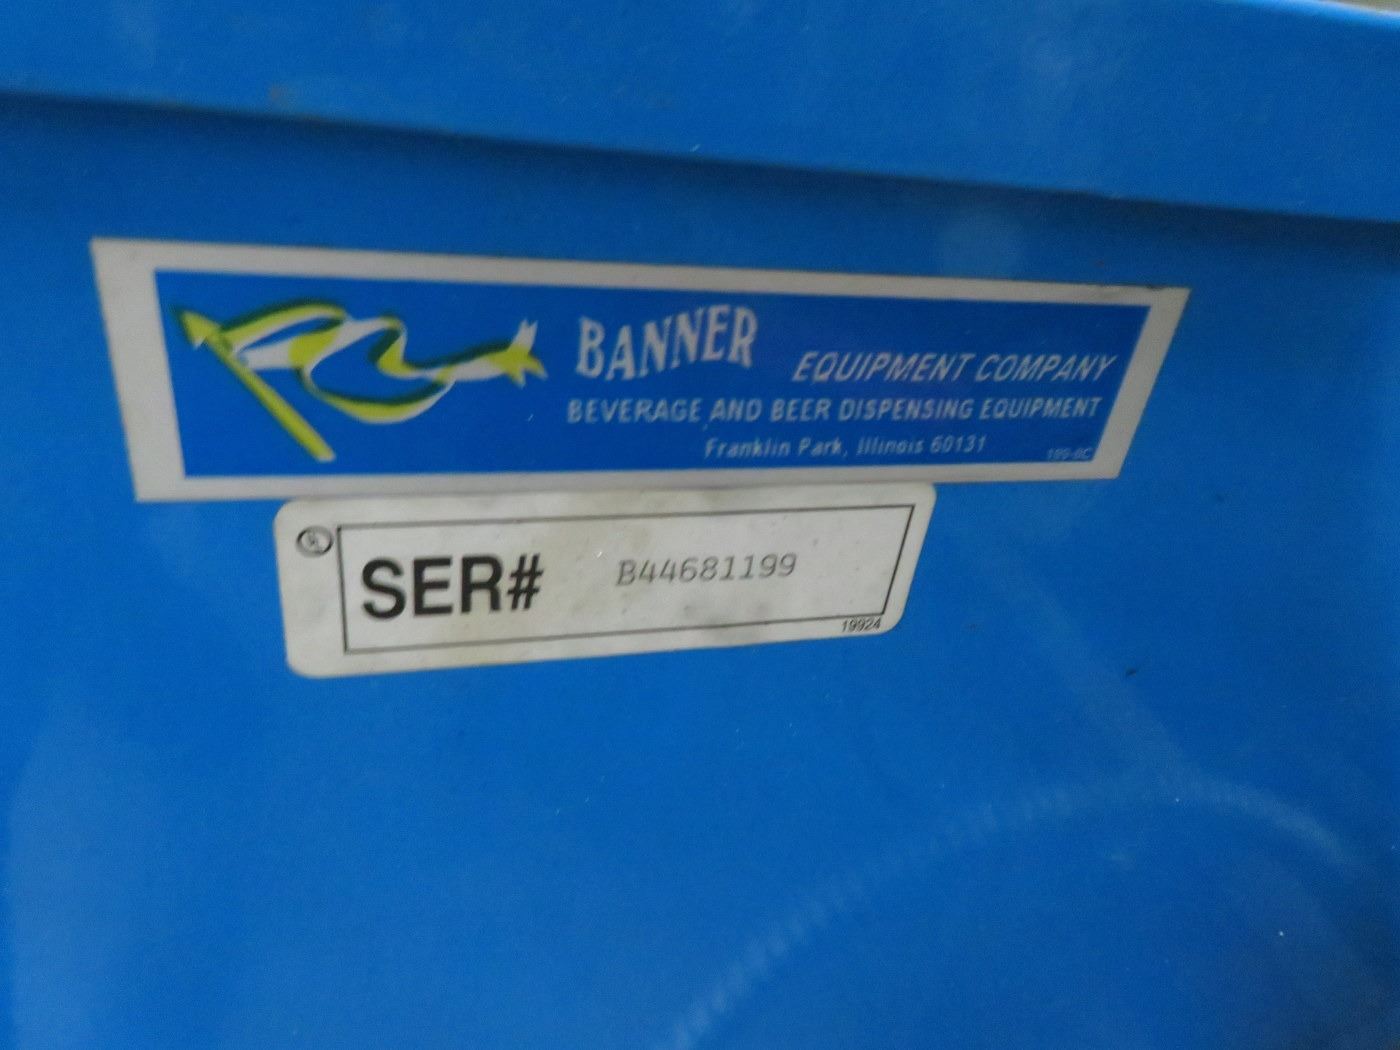 BANNER
EQUIPMENT COMPANY
BEVERAGE AND BEER DISPENSING EQUIPMENT
Franklin Park, Illinois 60131
SER# B44681199
19924